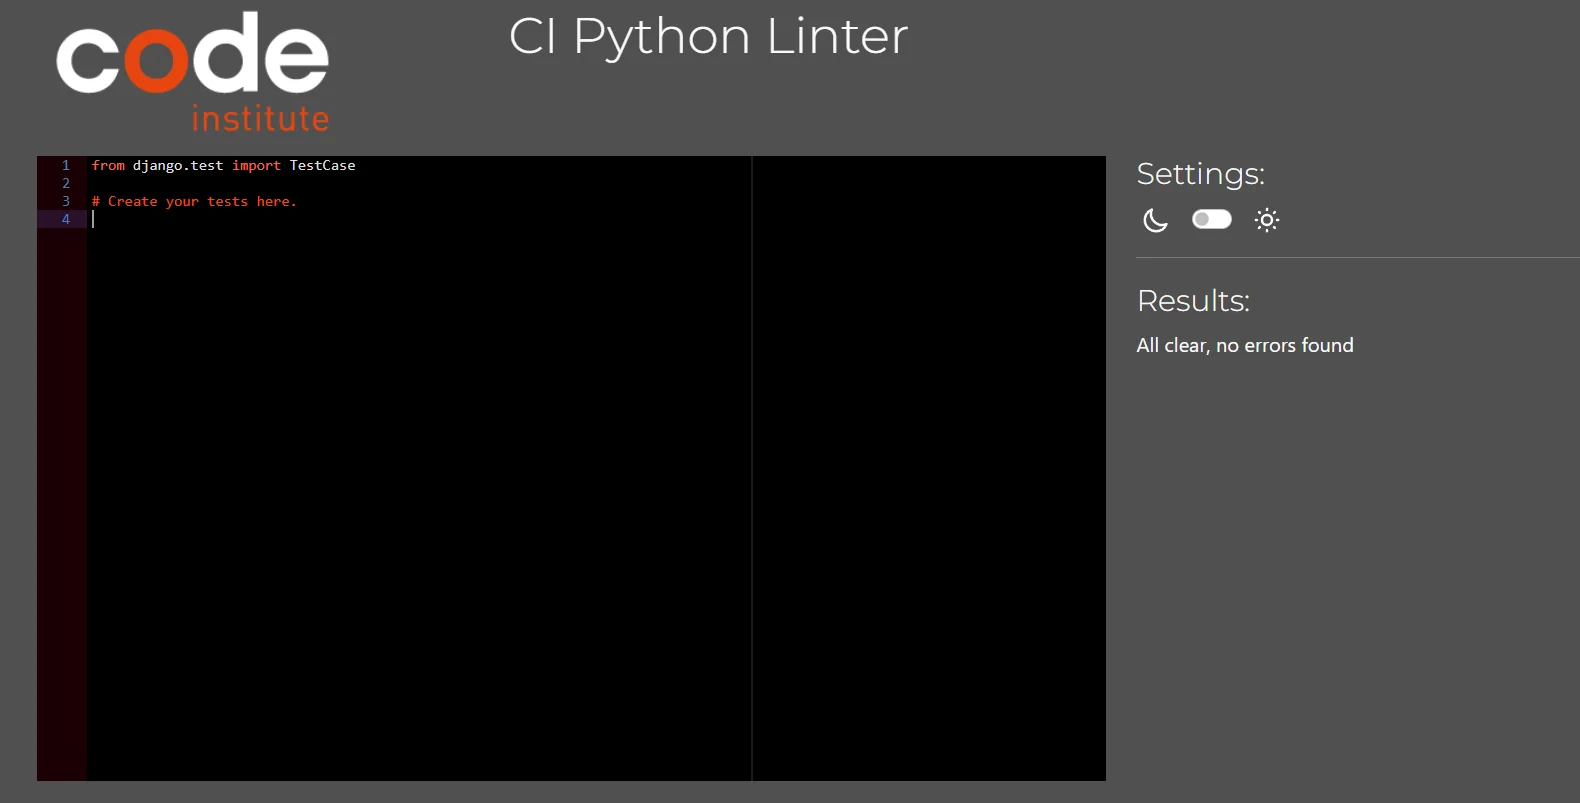 code
institute
CI Python Linter
1 from django.test import TestCase
2
3 # Create your tests here.
4
Settings:
Results:
All clear, no errors found